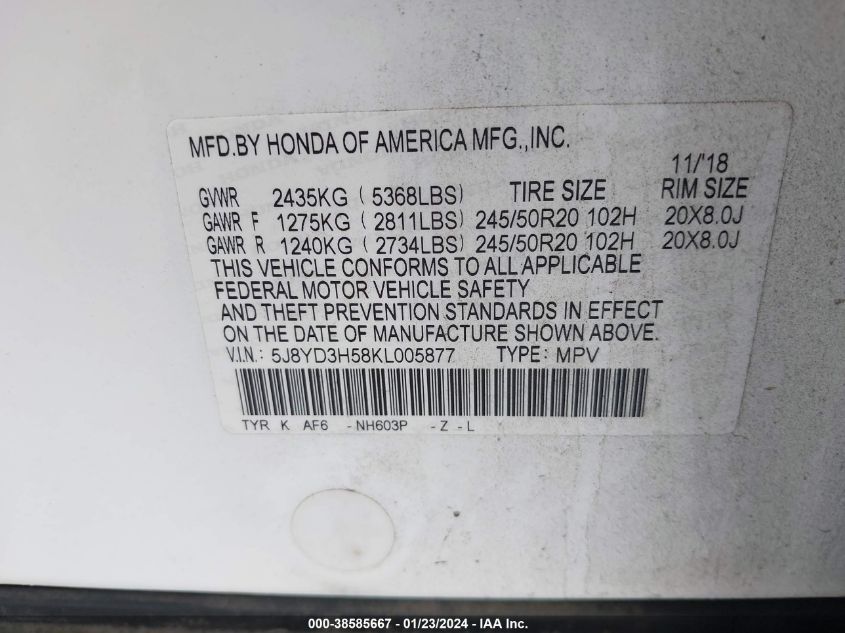 MFD.BY HONDA OF AMERICA MFG.,INC.
11/'18
GVWR 2435KG ( 5368LBS) TIRE SIZE RIM SIZE
GAWR F 1275KG ( 2811LBS) 245/50R20 102H 20X8.0J
GAWR R 1240KG ( 2734LBS) 245/50R20 102H 20X8.0J
THIS VEHICLE CONFORMS TO ALL APPLICABLE
FEDERAL MOTOR VEHICLE SAFETY
AND THEFT PREVENTION STANDARDS IN EFFECT
ON THE DATE OF MANUFACTURE SHOWN ABOVE.
V.I.N.: 5J8YD3H58KL005877 TYPE: MPV
TYR K AF6 -NH603P -Z -L
000-38585667 - 01/23/2024 - IAA Inc.